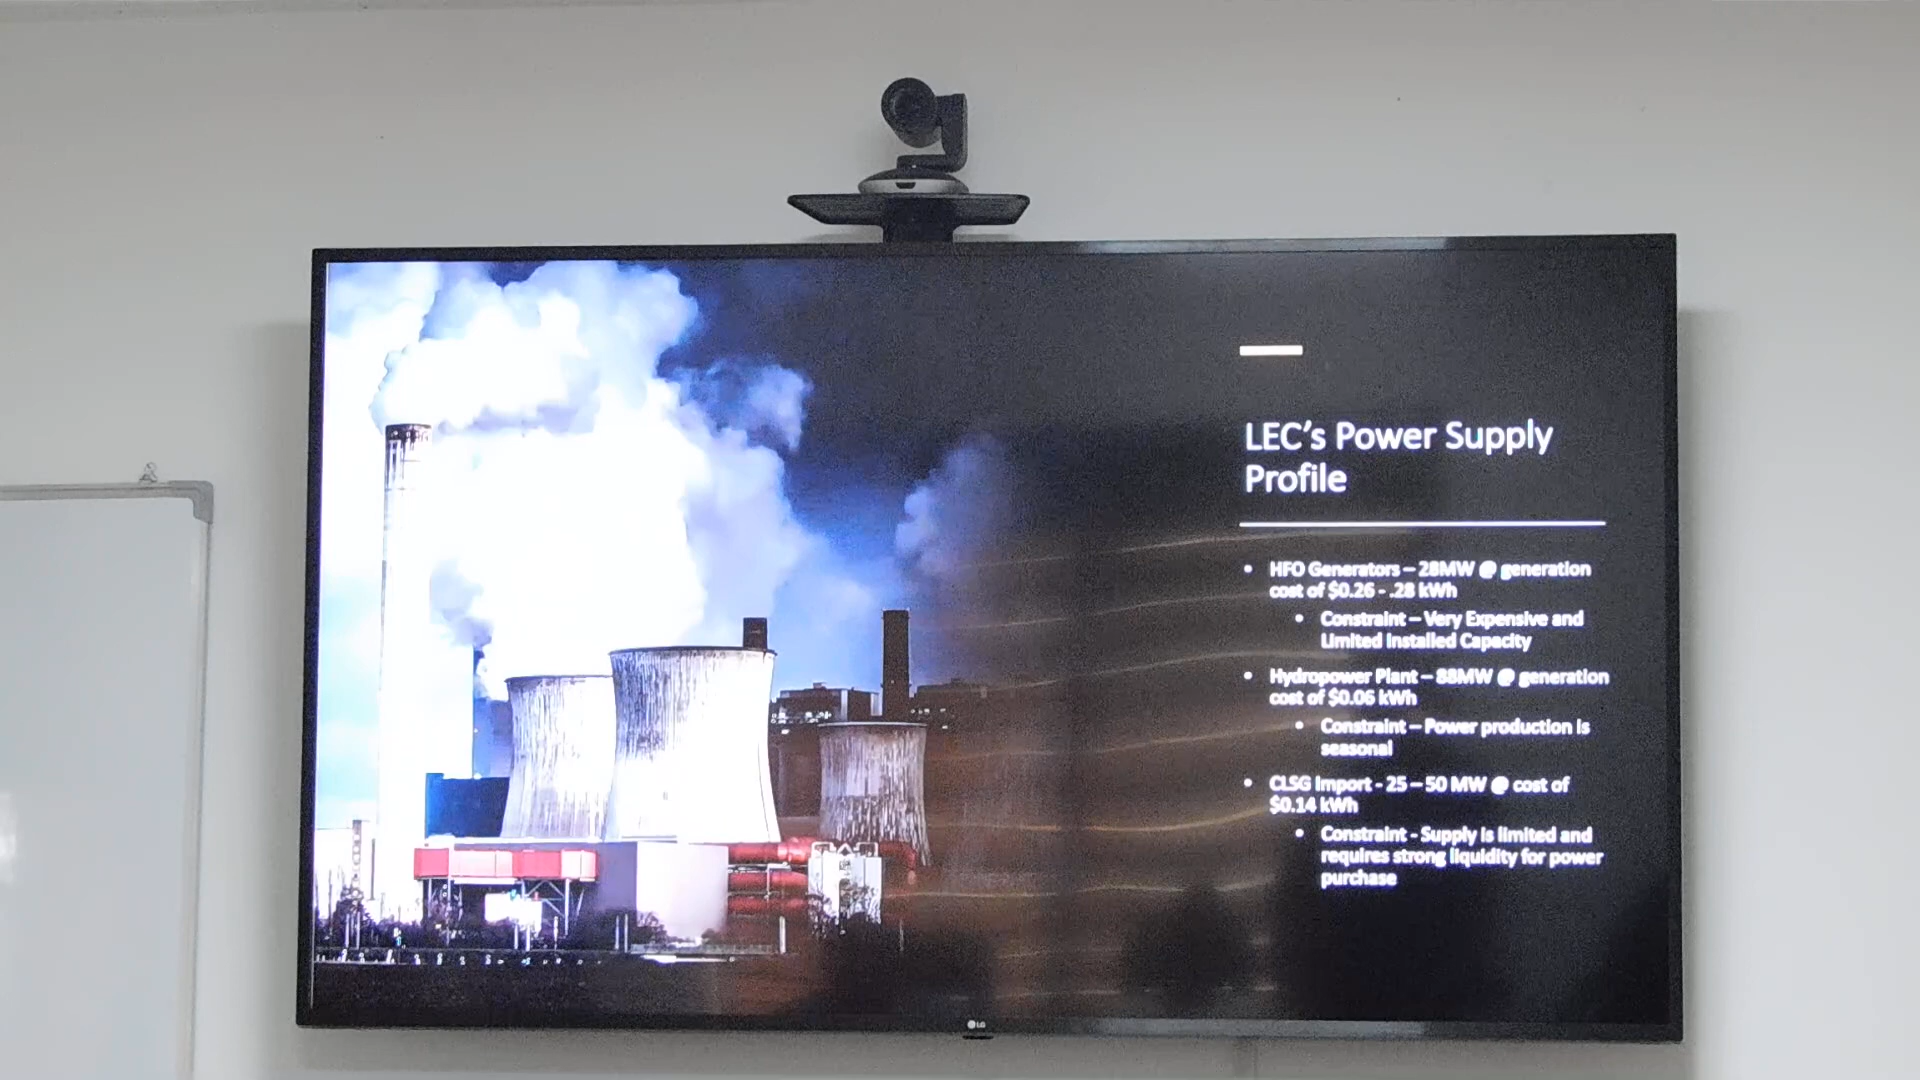 LEC's Power Supply
Profile
• HFO Generators – 28MW @ generation
cost of $0.26 - .28 kWh
• Constraint – Very Expensive and
Limited Installed Capacity
• Hydropower Plant – 88MW @ generation
cost of $0.06 kWh
• Constraint – Power production is
seasonal
• CLSG Import - 25 – 50 MW @ cost of
$0.14 kWh
• Constraint - Supply is limited and
requires strong liquidity for power
purchase
LG